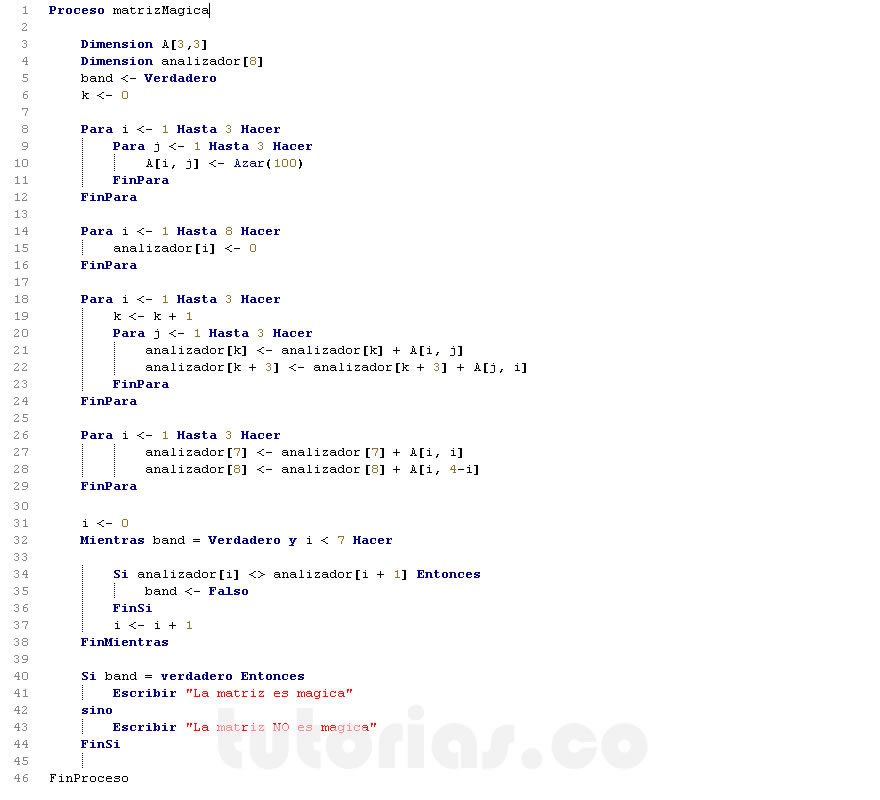 1 Proceso matrizMagica
2
3 Dimension A[3,3]
4 Dimension analizador[8]
5 band <- Verdadero
6 k <- 0
7
8 Para i <- 1 Hasta 3 Hacer
9 Para j <- 1 Hasta 3 Hacer
10 A[i, j] <- Azar(100)
11 FinPara
12 FinPara
13
14 Para i <- 1 Hasta 8 Hacer
15 analizador[i] <- 0
16 FinPara
17
18 Para i <- 1 Hasta 3 Hacer
19 k <- k + 1
20 Para j <- 1 Hasta 3 Hacer
21 analizador[k] <- analizador[k] + A[i, j]
22 analizador[k + 3] <- analizador[k + 3] + A[j, i]
23 FinPara
24 FinPara
25
26 Para i <- 1 Hasta 3 Hacer
27 analizador[7] <- analizador[7] + A[i, i]
28 analizador[8] <- analizador[8] + A[i, 4-i]
29 FinPara
30
31 i <- 0
32 Mientras band = Verdadero y i < 7 Hacer
33
34 Si analizador[i] <> analizador[i + 1] Entonces
35 band <- Falso
36 FinSi
37 i <- i + 1
38 FinMientras
39
40 Si band = verdadero Entonces
41 Escribir "La matriz es magica"
42 sino
43 Escribir "La matriz NO es magica"
44 FinSi
45
46 FinProceso
tutorias.co